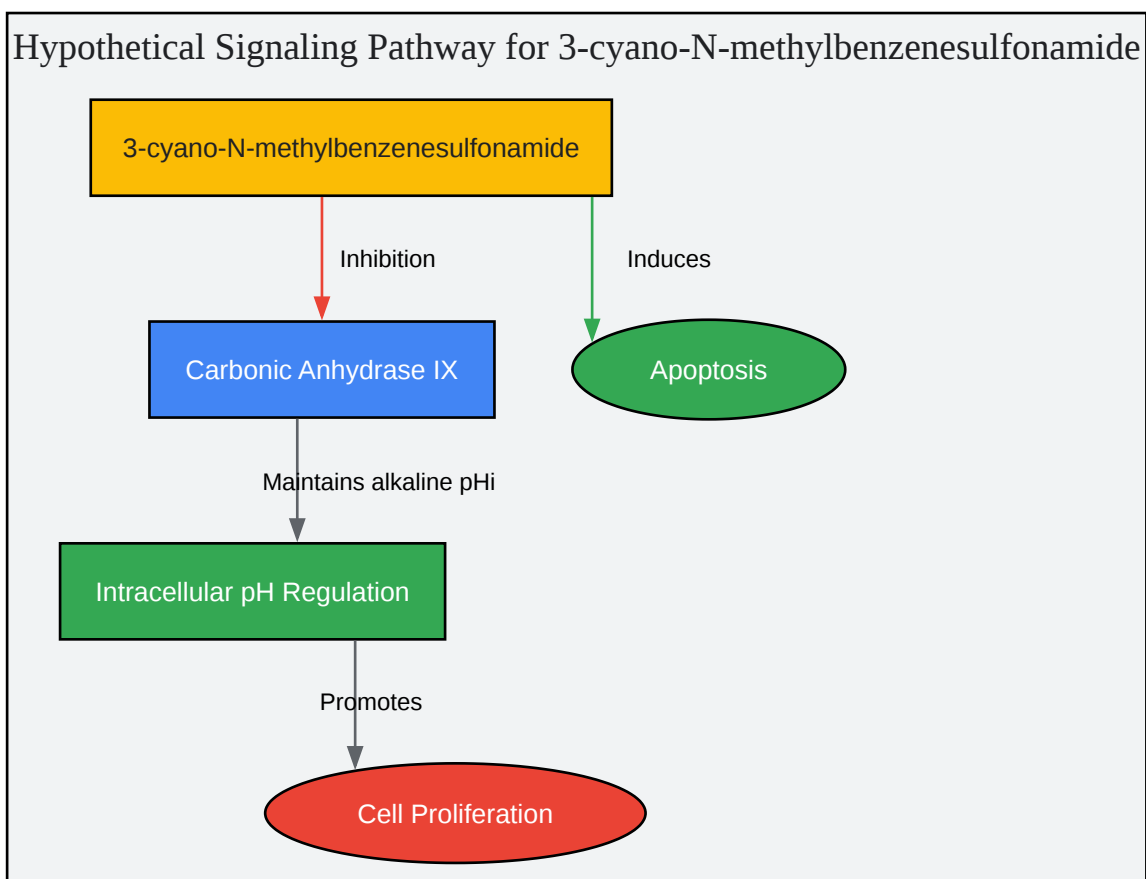 Hypothetical Signaling Pathway for 3-cyano-N-methylbenzenesulfonamide
3-cyano-N-methylbenzenesulfonamide
Inhibition
Induces
Carbonic Anhydrase IX
Apoptosis
Maintains alkaline pHi
Intracellular pH Regulation
Promotes
Cell Proliferation